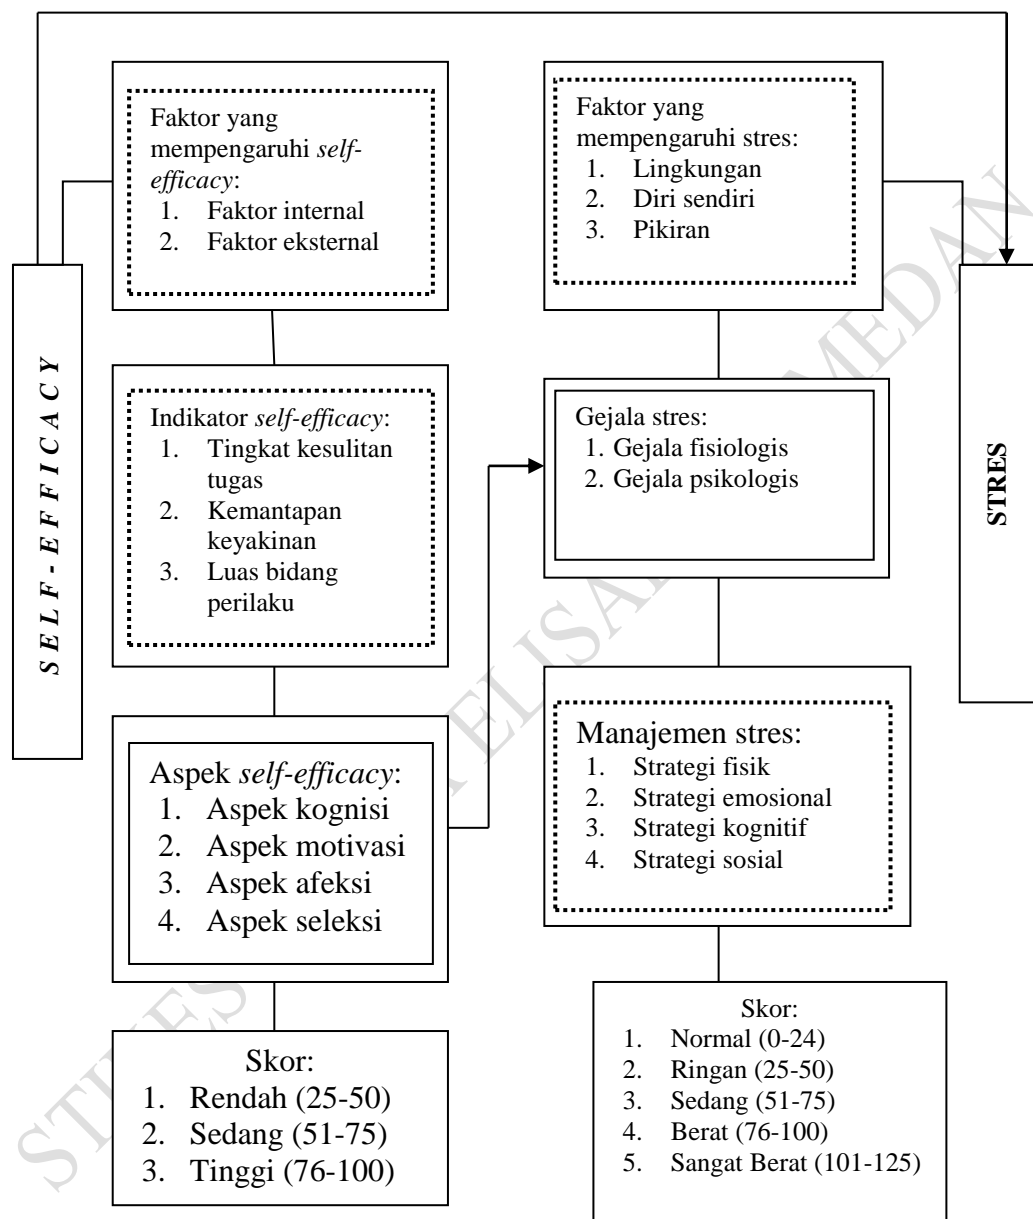 Faktor yang
mempengaruhi self-
efficacy:
1. Faktor internal
2. Faktor eksternal
Faktor yang
mempengaruhi stres:
1. Lingkungan
2. Diri sendiri
3. Pikiran
SELF-EFFICACY
STRES
Indikator self-efficacy:
1. Tingkat kesulitan
tugas
2. Kemantapan
keyakinan
3. Luas bidang
perilaku
Gejala stres:
1. Gejala fisiologis
2. Gejala psikologis
Aspek self-efficacy:
1. Aspek kognisi
2. Aspek motivasi
3. Aspek afeksi
4. Aspek seleksi
Manajemen stres:
1. Strategi fisik
2. Strategi emosional
3. Strategi kognitif
4. Strategi sosial
Skor:
1. Rendah (25-50)
2. Sedang (51-75)
3. Tinggi (76-100)
Skor:
1. Normal (0-24)
2. Ringan (25-50)
3. Sedang (51-75)
4. Berat (76-100)
5. Sangat Berat (101-125)
MEDAN